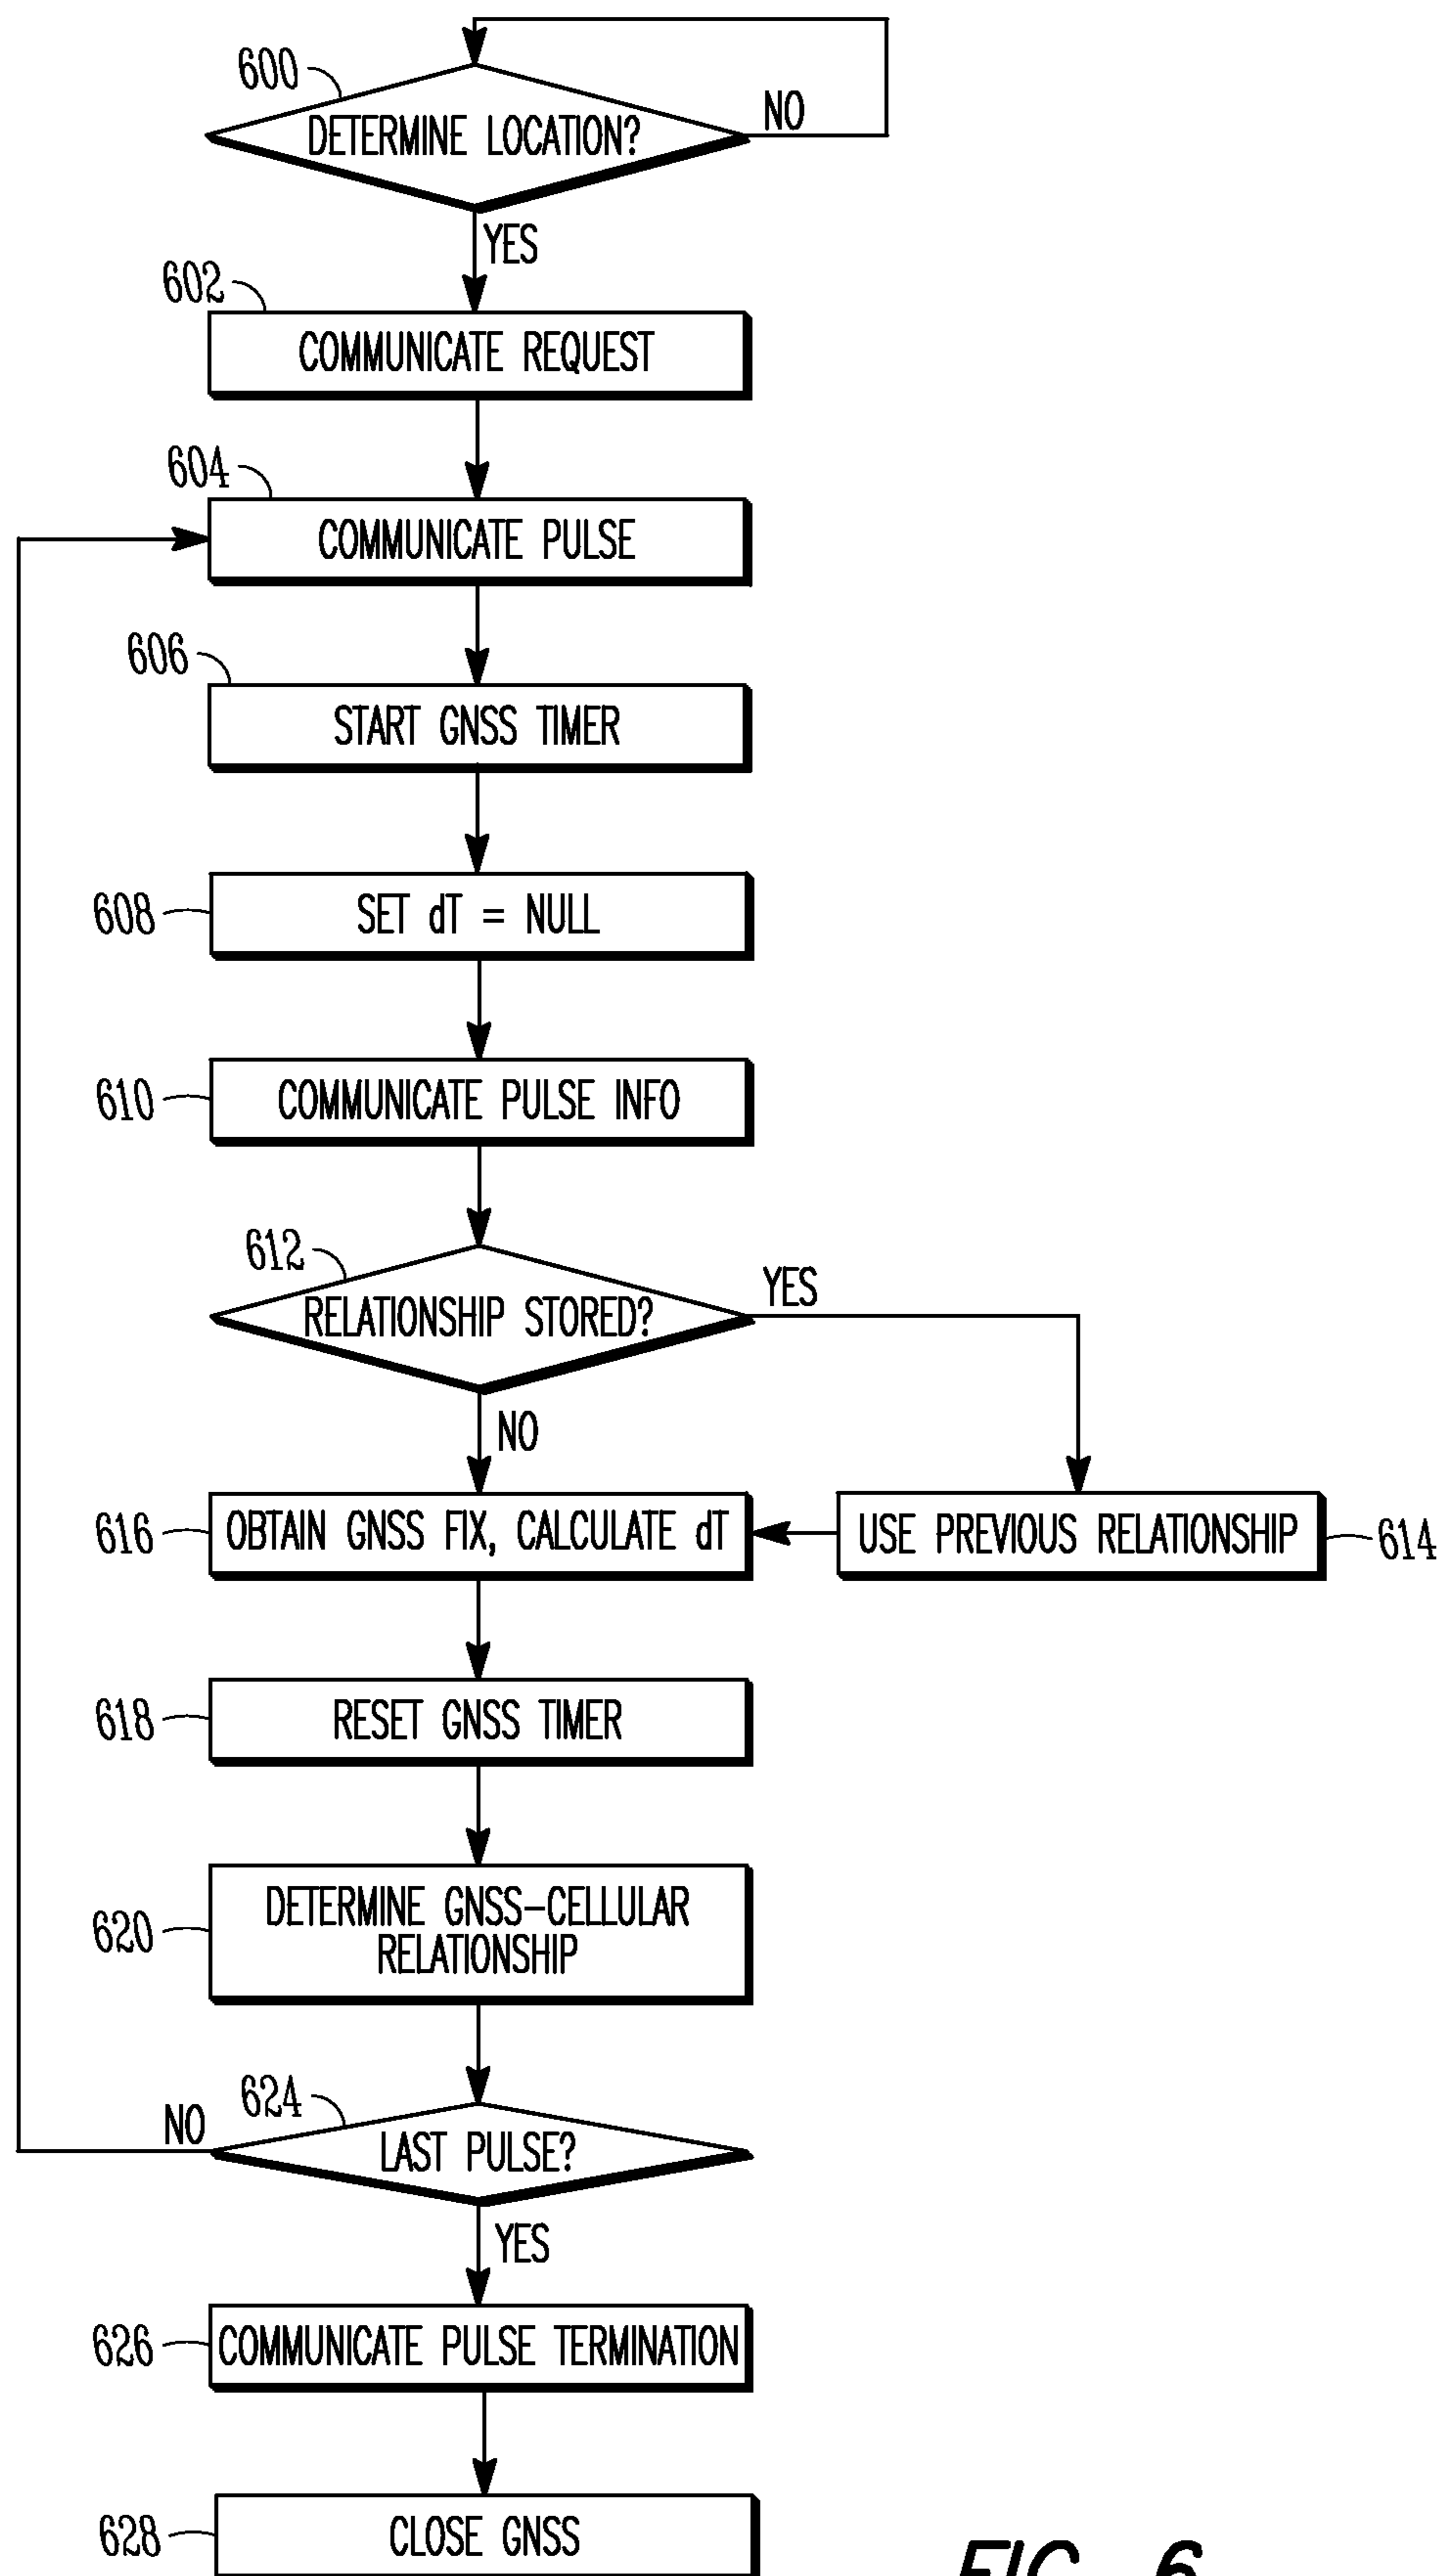 600
DETERMINE LOCATION?
NO
YES
602
COMMUNICATE REQUEST
604
COMMUNICATE PULSE
606
START GNSS TIMER
608
SET dT = NULL
610
COMMUNICATE PULSE INFO
612
RELATIONSHIP STORED?
YES
NO
616
OBTAIN GNSS FIX, CALCULATE dT
USE PREVIOUS RELATIONSHIP
614
618
RESET GNSS TIMER
620
DETERMINE GNSS-CELLULAR
RELATIONSHIP
624
NO
LAST PULSE?
YES
626
COMMUNICATE PULSE TERMINATION
628
CLOSE GNSS
FIG. 6